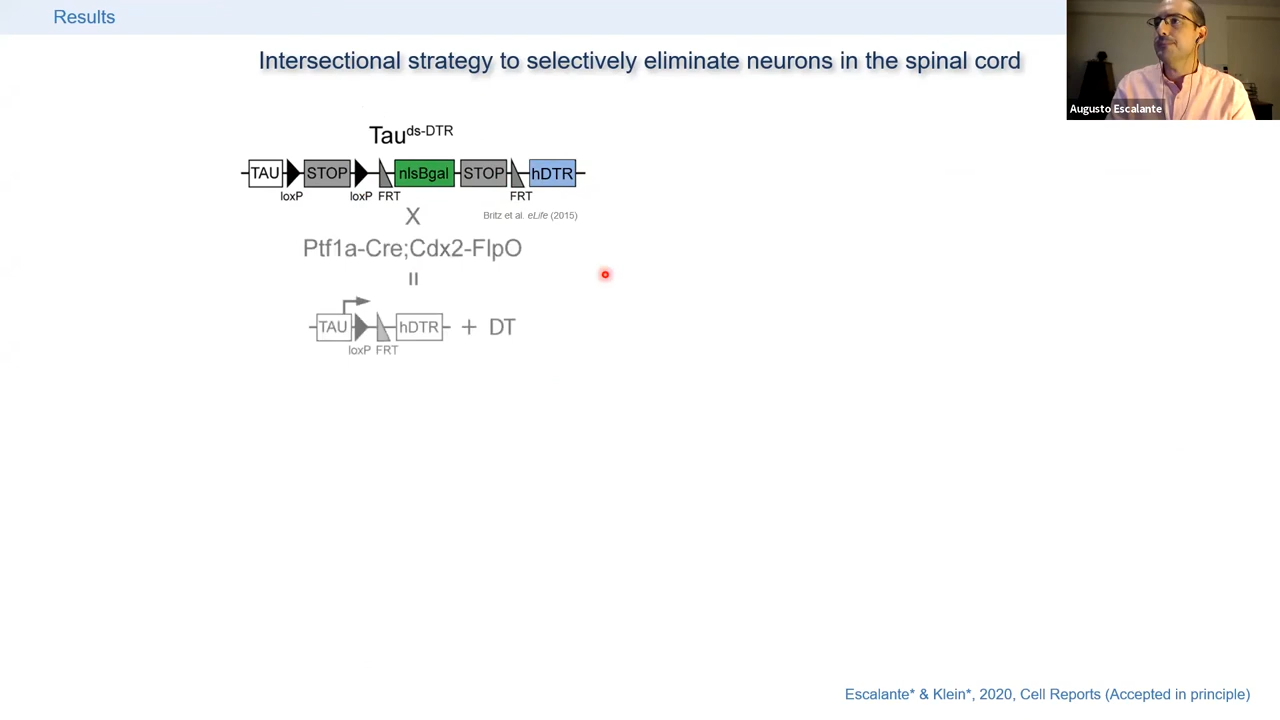 Results
Augusto Escalante
Intersectional strategy to selectively eliminate neurons in the spinal cord
Tau^ds-DTR
TAU STOP nlsBgal STOP hDTR
loxP loxP FRT FRT
X
Britz et al. eLife (2015)
Ptf1a-Cre;Cdx2-FlpO
=
TAU hDTR + DT
loxP FRT
Escalante* & Klein*, 2020, Cell Reports (Accepted in principle)